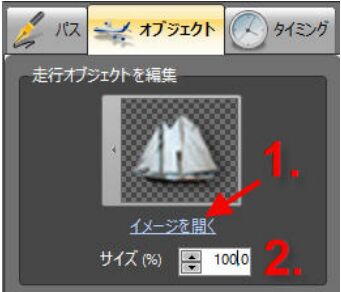 パス オブジェクト タイミング
走行オブジェクトを編集
1.
イメージを開く
サイズ (%) 100.0 2.